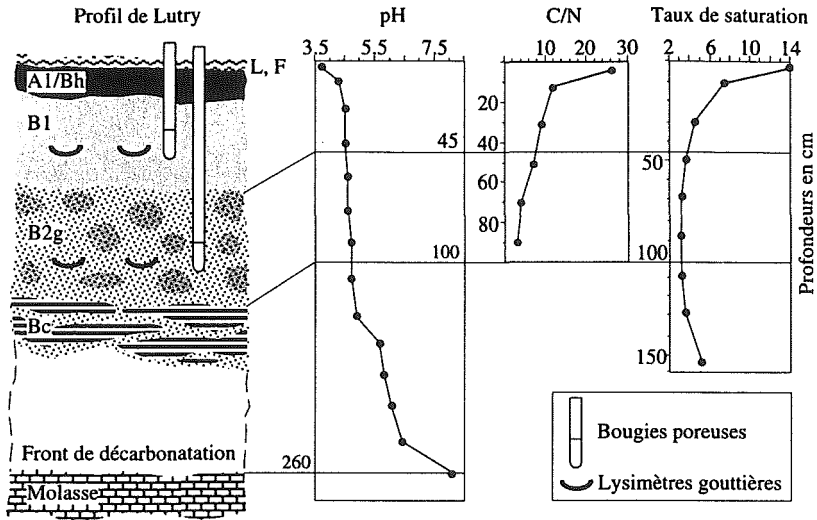 Profil de Lutry
pH
C/N
Taux de saturation
3,5 5,5 7,5
10 20 30
2 6 10 14
L, F
A1/Bh
B1
B2g
Bc
Front de décarbonatation
Molasse
45
100
260
20
40
60
80
50
100
150
Profondeurs en cm
Bougies poreuses
Lysimètres gouttières